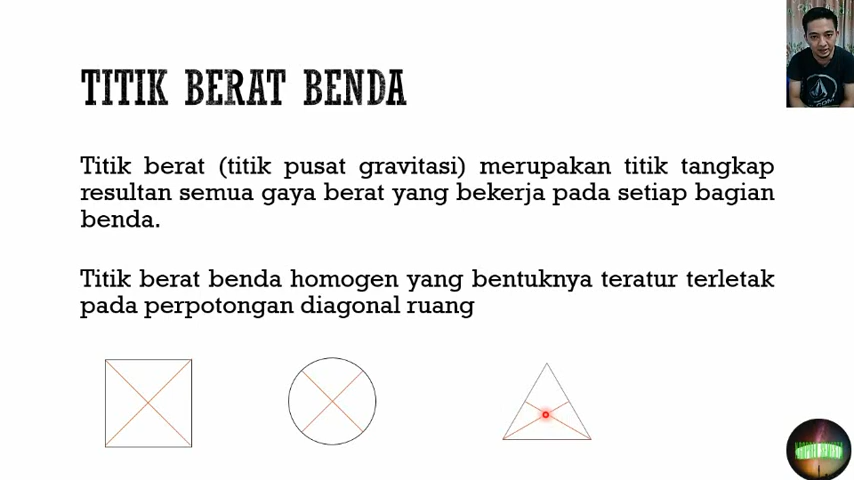 TITIK BERAT BENDA
Titik berat (titik pusat gravitasi) merupakan titik tangkap
resultan semua gaya berat yang bekerja pada setiap bagian
benda.
Titik berat benda homogen yang bentuknya teratur terletak
pada perpotongan diagonal ruang